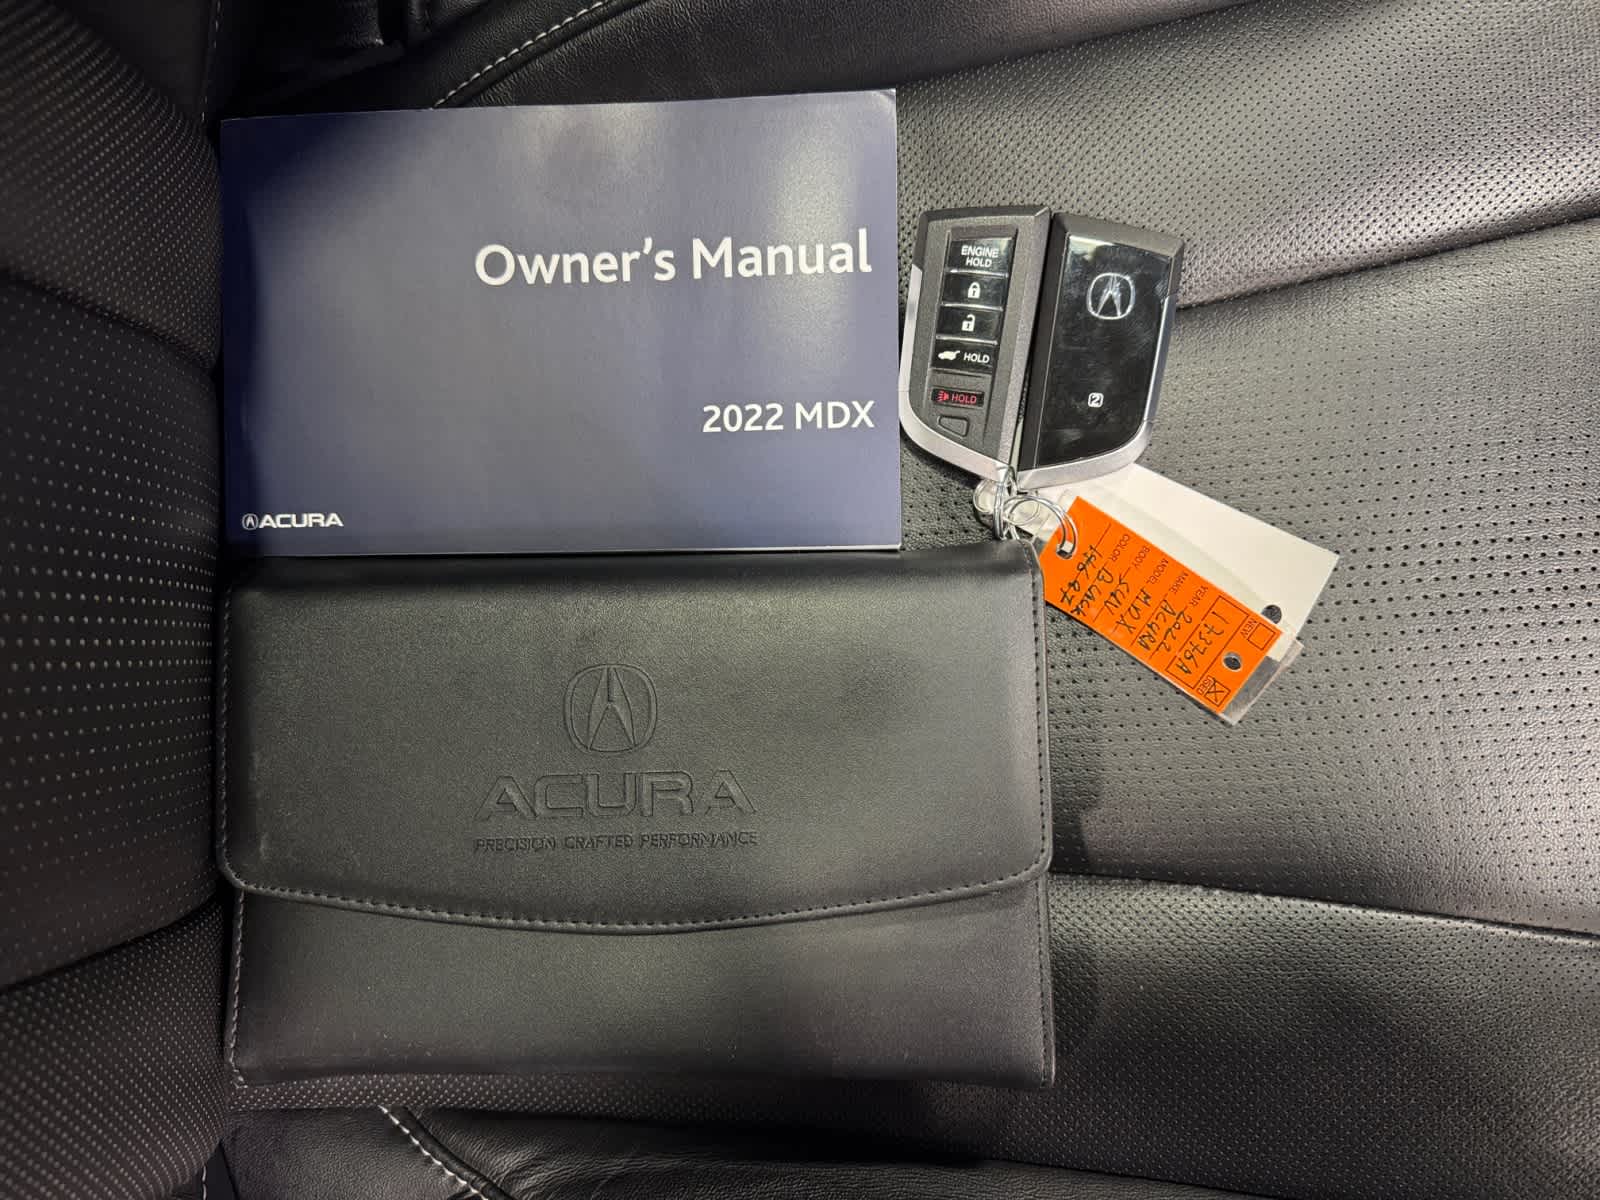 Owner's Manual
2022 MDX
ACURA
ENGINE
HOLD
HOLD
HOLD
2
ACURA
PRECISION CRAFTED PERFORMANCE
NEW
USED
17376A
YEAR 2022
MAKE ACURA
MODEL MDX
BODY SUV
COLOR BLACK